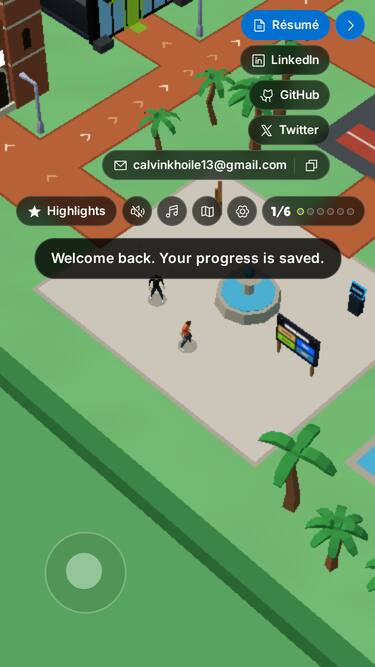 Résumé
LinkedIn
GitHub
Twitter
calvinkhoile13@gmail.com
Highlights
1/6
Welcome back. Your progress is saved.